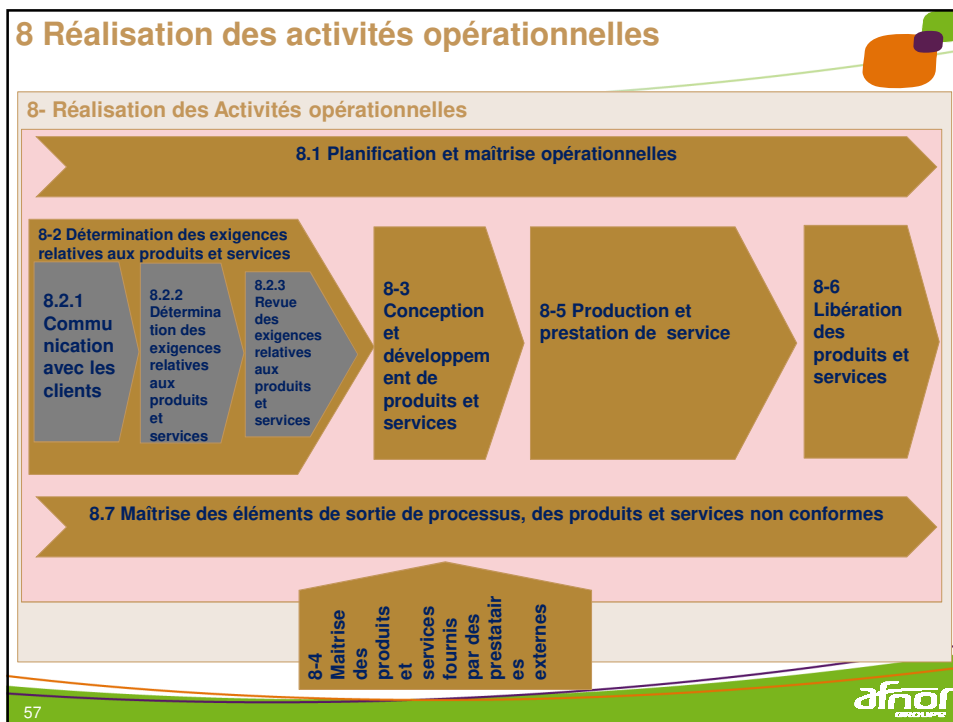 8 Réalisation des activités opérationnelles
8- Réalisation des Activités opérationnelles
8.1 Planification et maîtrise opérationnelles
8-2 Détermination des exigences
relatives aux produits et services
8.2.1
Commu
nication
avec les
clients
8.2.2
Détermina
tion des
exigences
relatives
aux
produits
et
services
8.2.3
Revue
des
exigences
relatives
aux
produits
et
services
8-3
Conception
et
développem
ent de
produits et
services
8-5 Production et
prestation de service
8-6
Libération
des
produits et
services
8.7 Maîtrise des éléments de sortie de processus, des produits et services non conformes
8-4
Maitrise
des
produits
et
services
fournis
par des
prestatair
es
externes
57
afnor
GROUPE